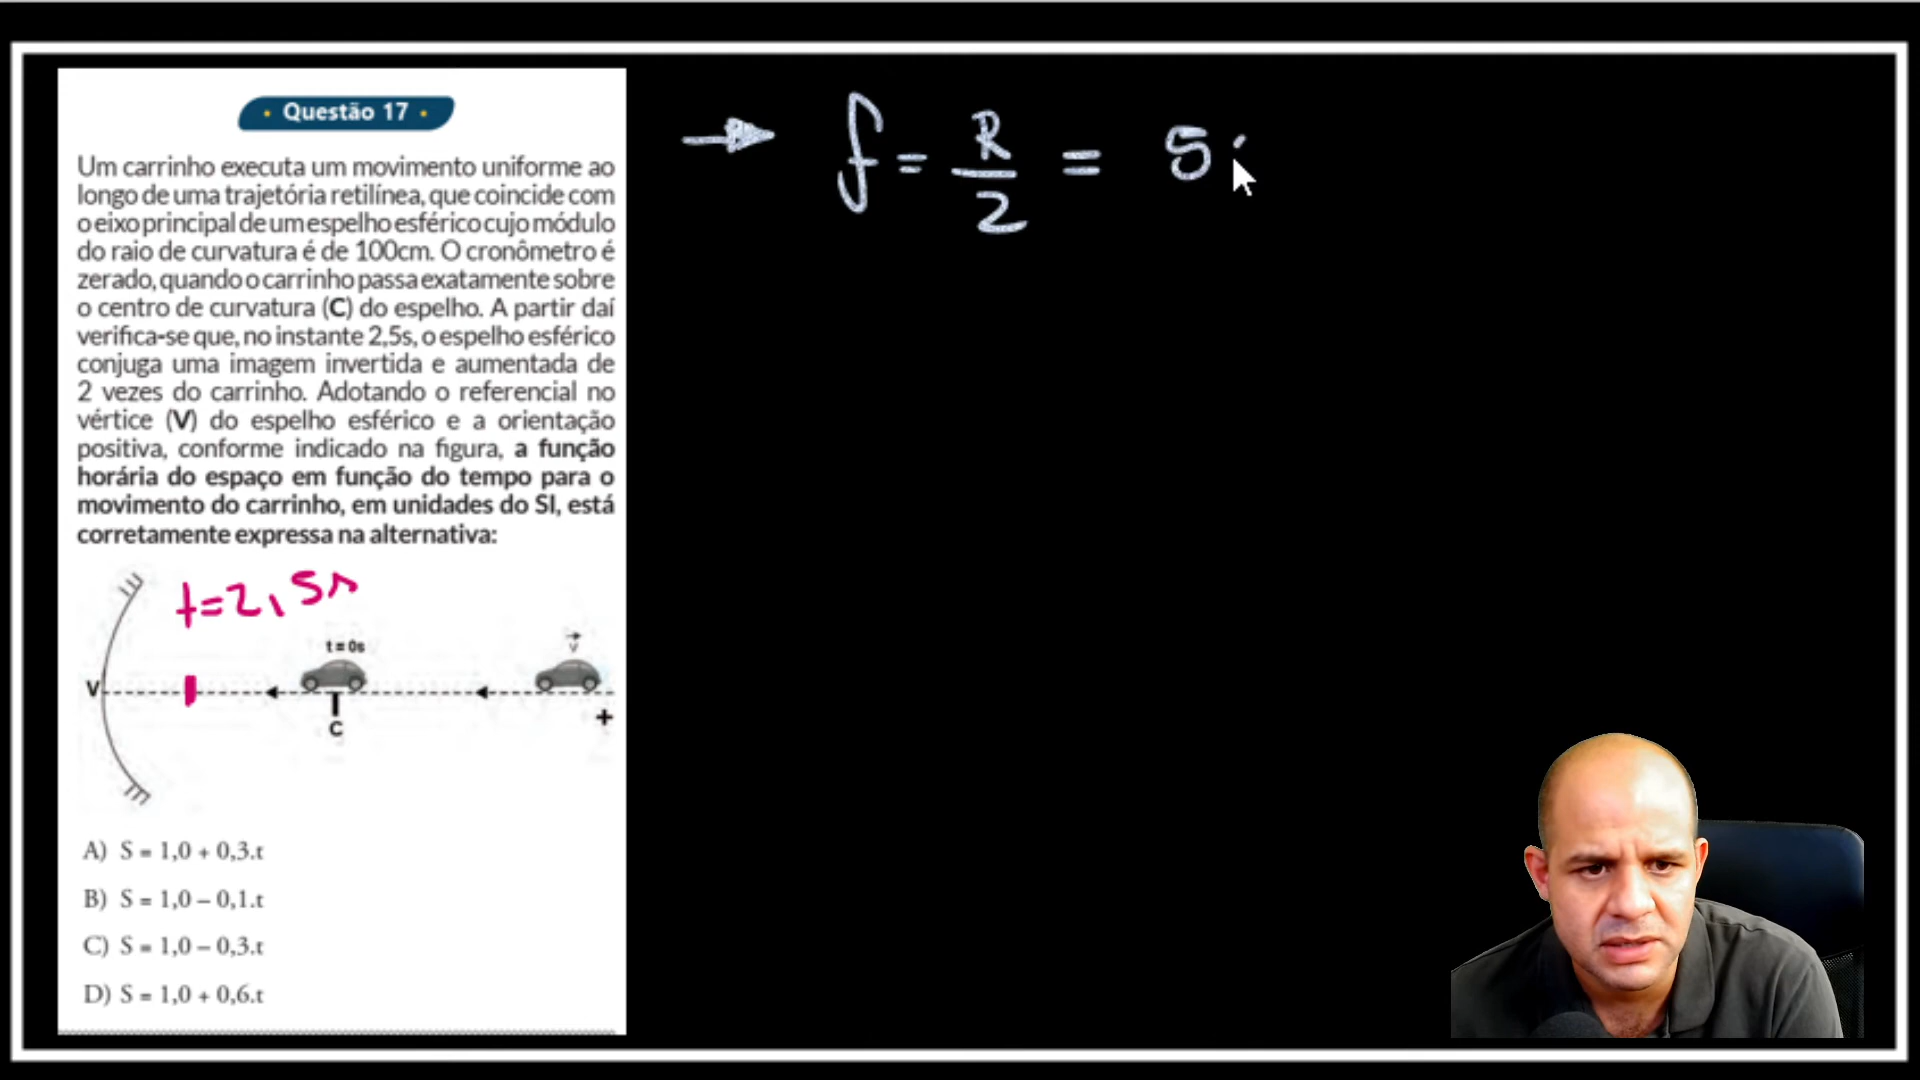 • Questão 17 •
Um carrinho executa um movimento uniforme ao
longo de uma trajetória retilínea, que coincide com
o eixo principal de um espelho esférico cujo módulo
do raio de curvatura é de 100cm. O cronômetro é
zerado, quando o carrinho passa exatamente sobre
o centro de curvatura (C) do espelho. A partir daí
verifica-se que, no instante 2,5s, o espelho esférico
conjuga uma imagem invertida e aumentada de
2 vezes do carrinho. Adotando o referencial no
vértice (V) do espelho esférico e a orientação
positiva, conforme indicado na figura, a função
horária do espaço em função do tempo para o
movimento do carrinho, em unidades do SI, está
corretamente expressa na alternativa:
t=2,5s
t = 0s
v
V
C
+
A) S = 1,0 + 0,3.t
B) S = 1,0 – 0,1.t
C) S = 1,0 – 0,3.t
D) S = 1,0 + 0,6.t
f = R/2 = 5